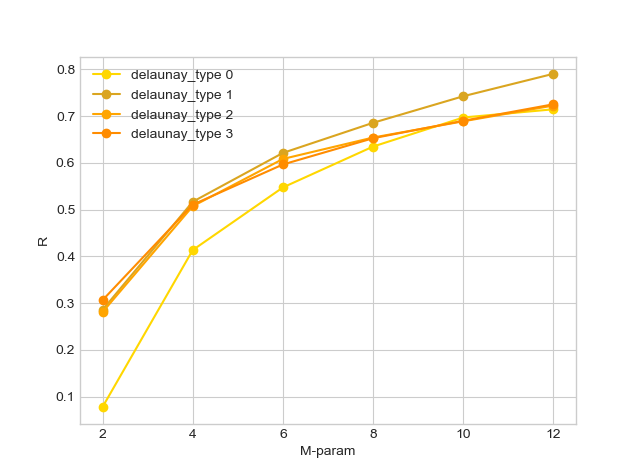 0.8
0.7
0.6
0.5
0.4
0.3
0.2
0.1
R
delaunay_type 0
delaunay_type 1
delaunay_type 2
delaunay_type 3
2 4 6 8 10 12
M-param